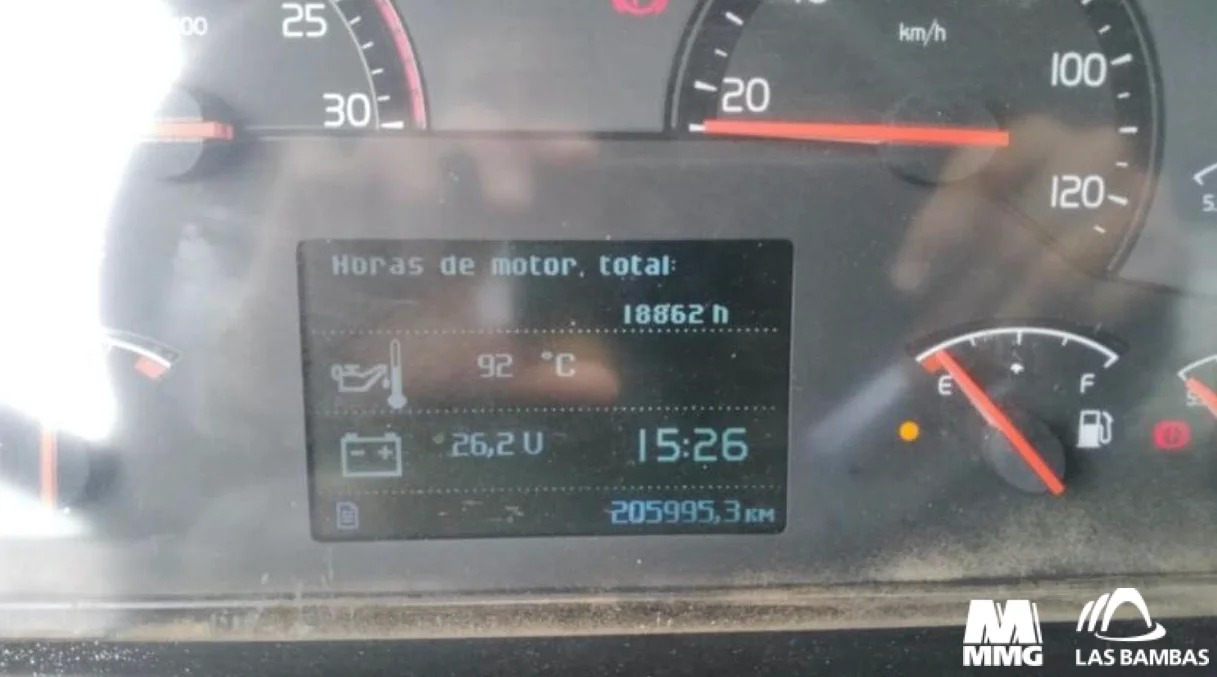 25
30
km/h
20
100
120
Horas de motor, total:
18862 h
92 °C
26,2 V
15:26
205995,3 KM
E
F
MMG
LAS BAMBAS